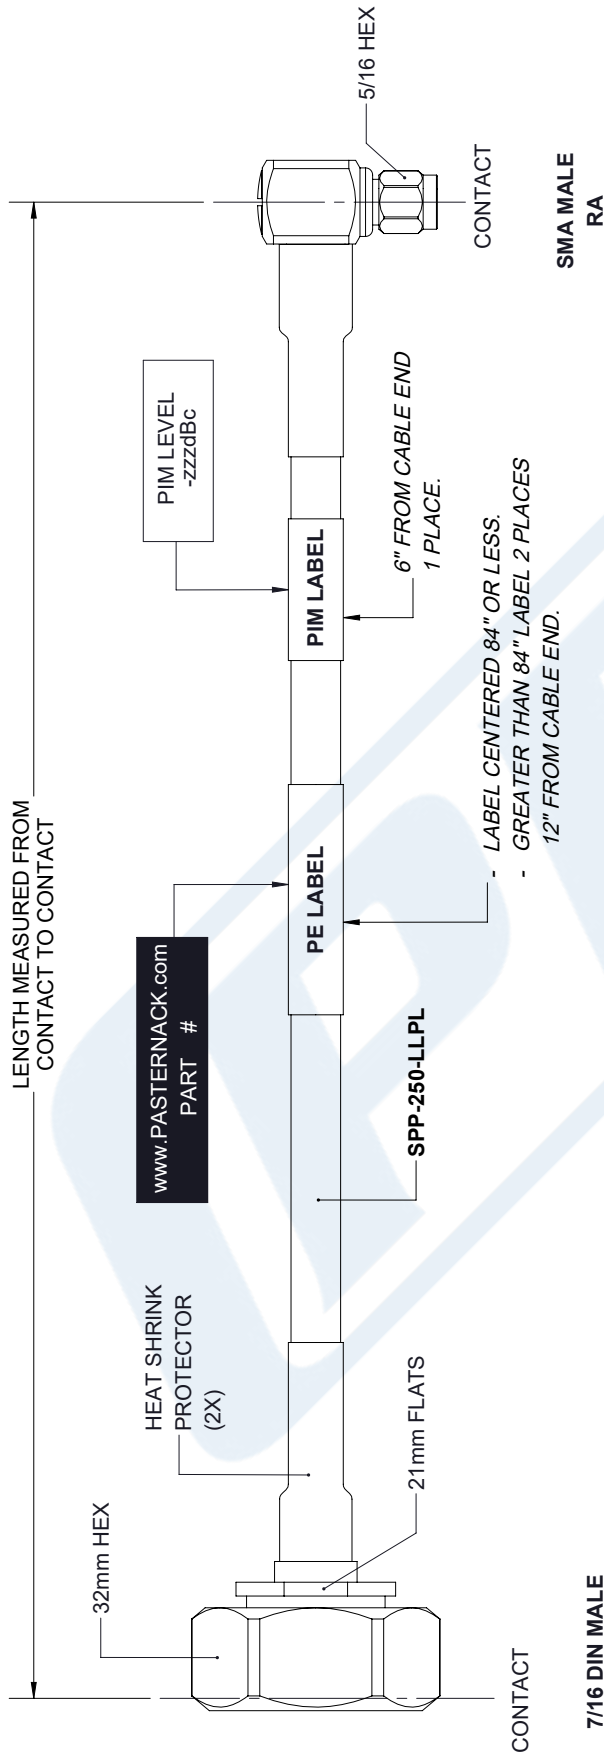 LENGTH MEASURED FROM
CONTACT TO CONTACT
32mm HEX
HEAT SHRINK
PROTECTOR
(2X)
www.PASTERNACK.com
PART #
PIM LEVEL
-zzzdBc
5/16 HEX
PE LABEL
PIM LABEL
21mm FLATS
SPP-250-LLPL
6" FROM CABLE END
1 PLACE.
- LABEL CENTERED 84" OR LESS.
- GREATER THAN 84" LABEL 2 PLACES
12" FROM CABLE END.
CONTACT
CONTACT
7/16 DIN MALE
SMA MALE
RA